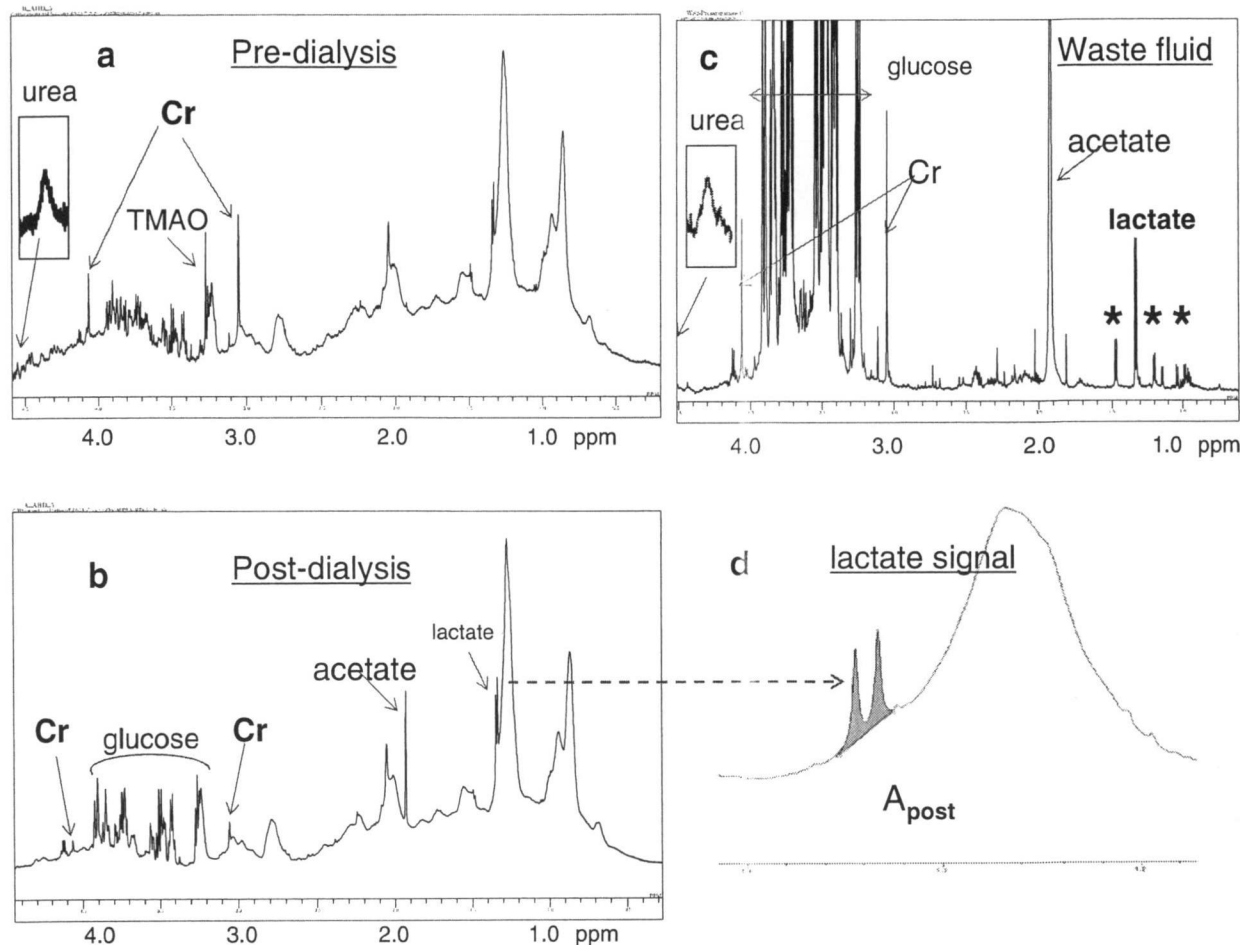 a
Pre-dialysis
urea
Cr
TMAO
4.0 3.0 2.0 1.0 ppm
c
Waste fluid
glucose
urea
Cr
acetate
lactate
* * *
4.0 3.0 2.0 1.0 ppm
b
Post-dialysis
lactate
acetate
Cr
glucose
Cr
4.0 3.0 2.0 1.0 ppm
d
lactate signal
Apost